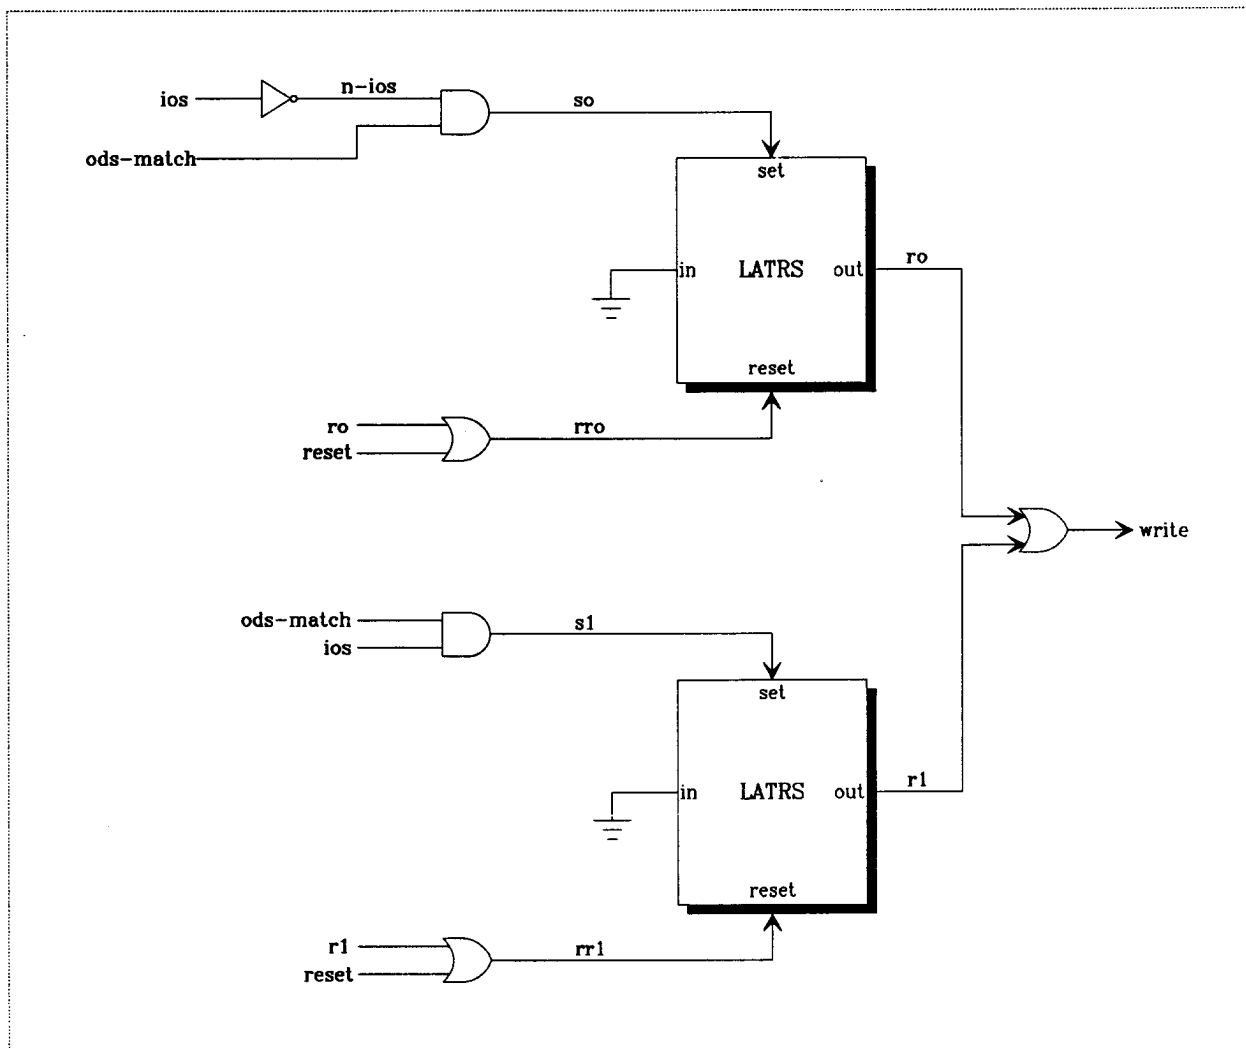 n-ios
ios
so
ods-match
set
in LATRS out
ro
reset
ro
rro
reset
write
ods-match
s1
ios
set
in LATRS out
r1
reset
r1
rr1
reset